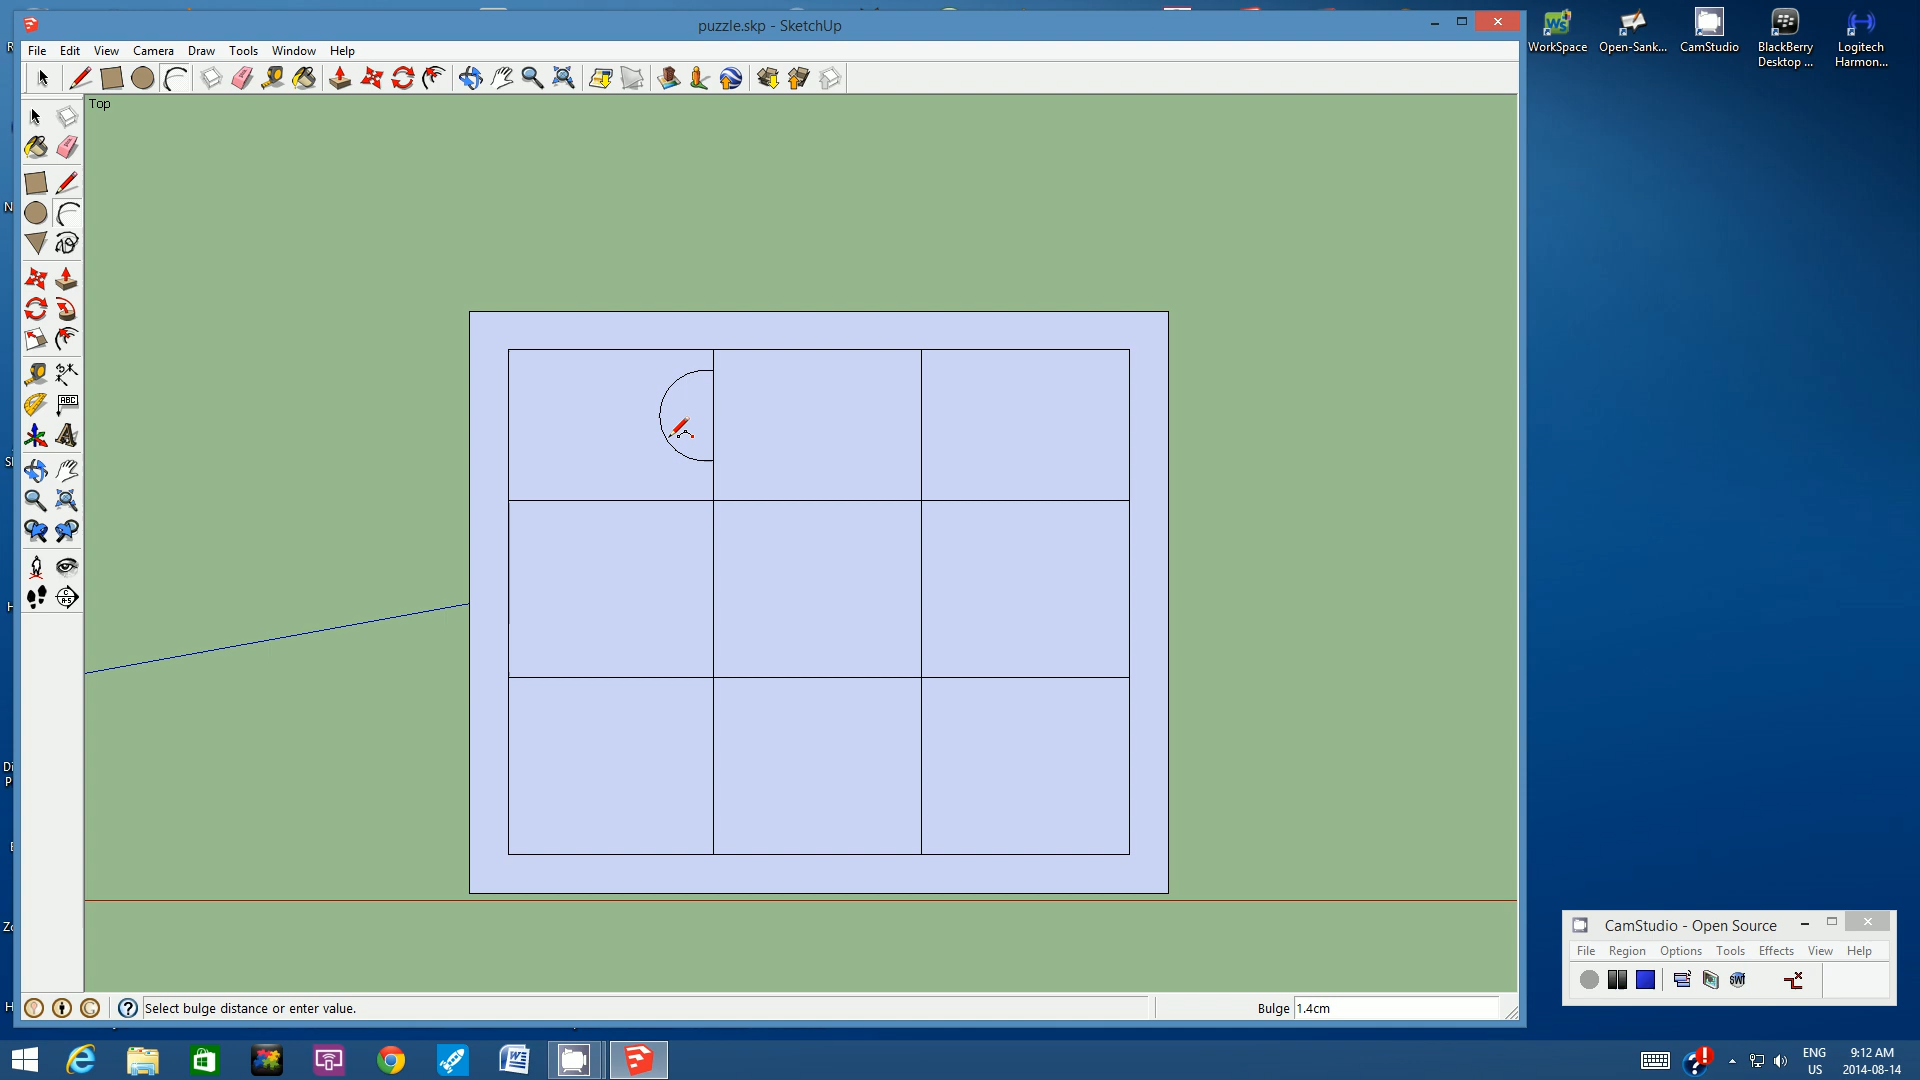 puzzle.skp - SketchUp
File Edit View Camera Draw Tools Window Help
Top
ABC
Select bulge distance or enter value.
Bulge 1.4cm
WorkSpace
Open-Sank...
CamStudio
BlackBerry
Desktop ...
Logitech
Harmon...
CamStudio - Open Source
File Region Options Tools Effects View Help
ENG
US
9:12 AM
2014-08-14